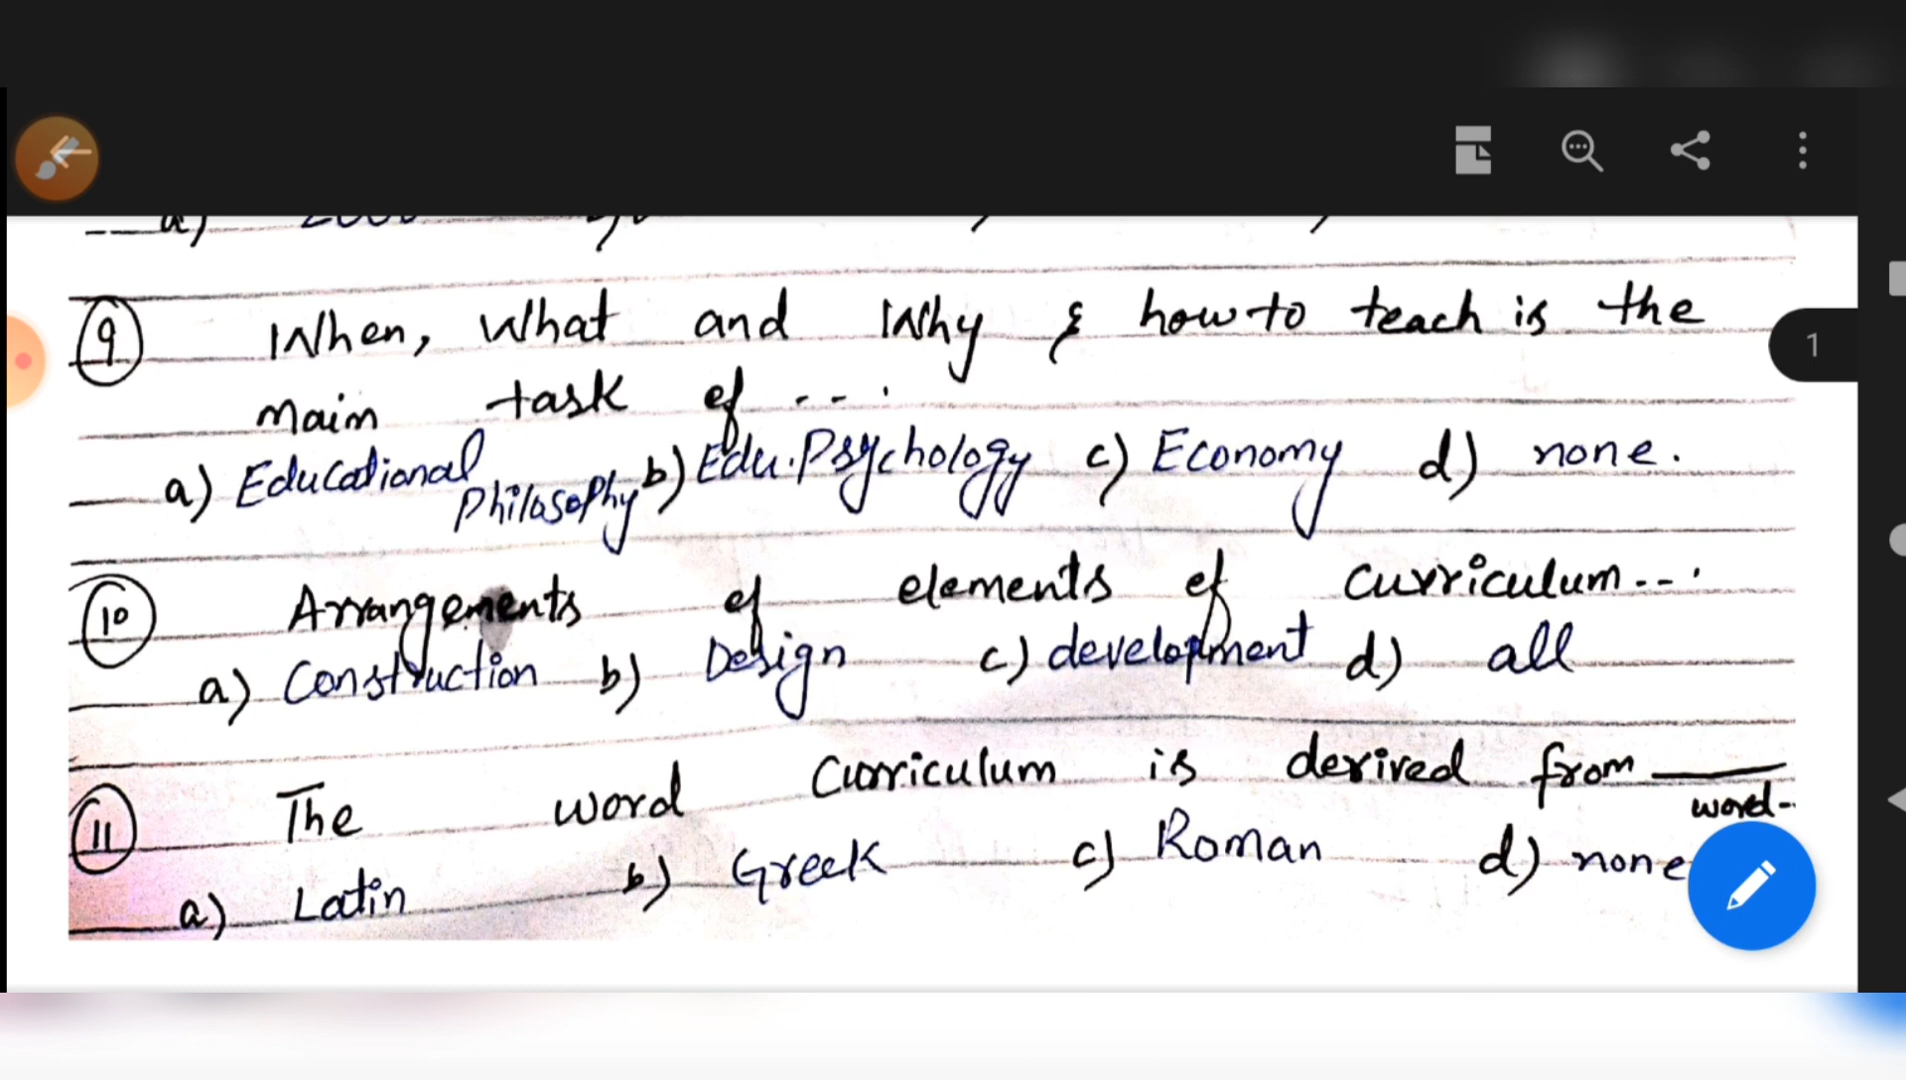 9 When, What and Why & how to teach is the
main task of ...
a) Educational Philosophy b) Edu. Psychology c) Economy d) none.
10 Arrangements of elements of curriculum...
a) Construction b) Design c) development d) all
11 The word Curriculum is derived from ____ word-
a) Latin b) Greek c) Roman d) none
1